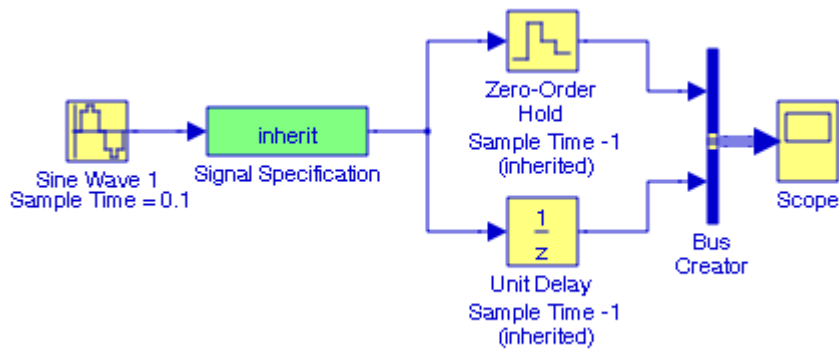 Zero-Order
Hold
Sample Time -1
(inherited)
Sine Wave 1
Sample Time = 0.1
inherit
Signal Specification
1
z
Unit Delay
Sample Time -1
(inherited)
Bus
Creator
Scope